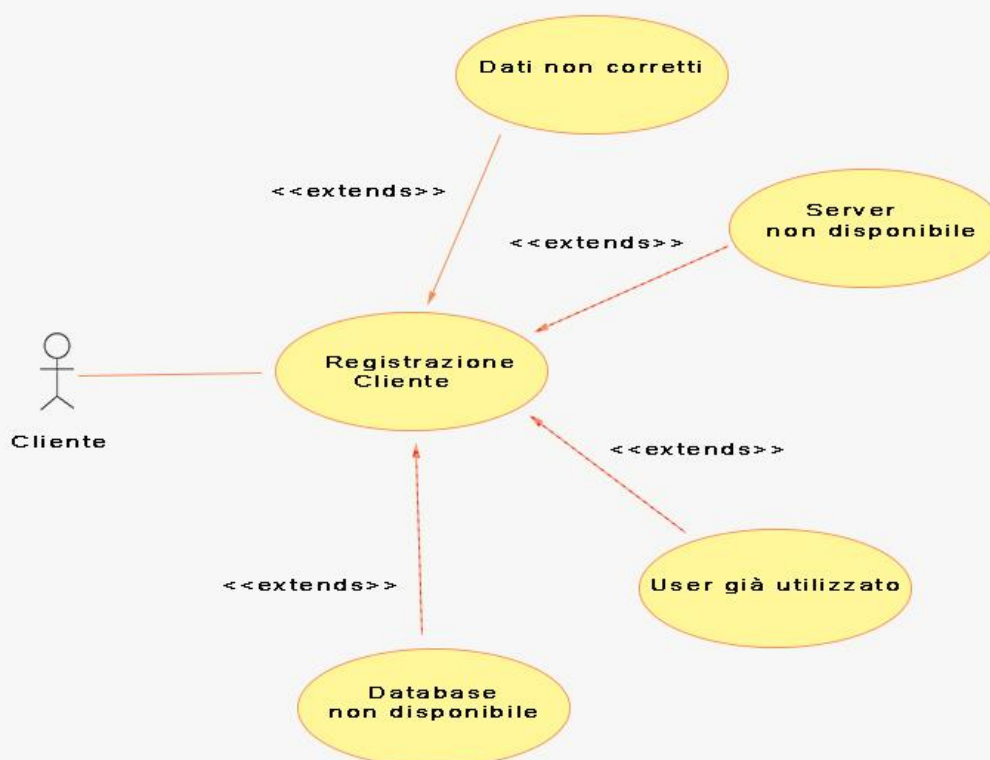 Dati non corretti
<<extends>>
Server
non disponibile
<<extends>>
Registrazione
Cliente
Cliente
<<extends>>
User già utilizzato
<<extends>>
Database
non disponibile